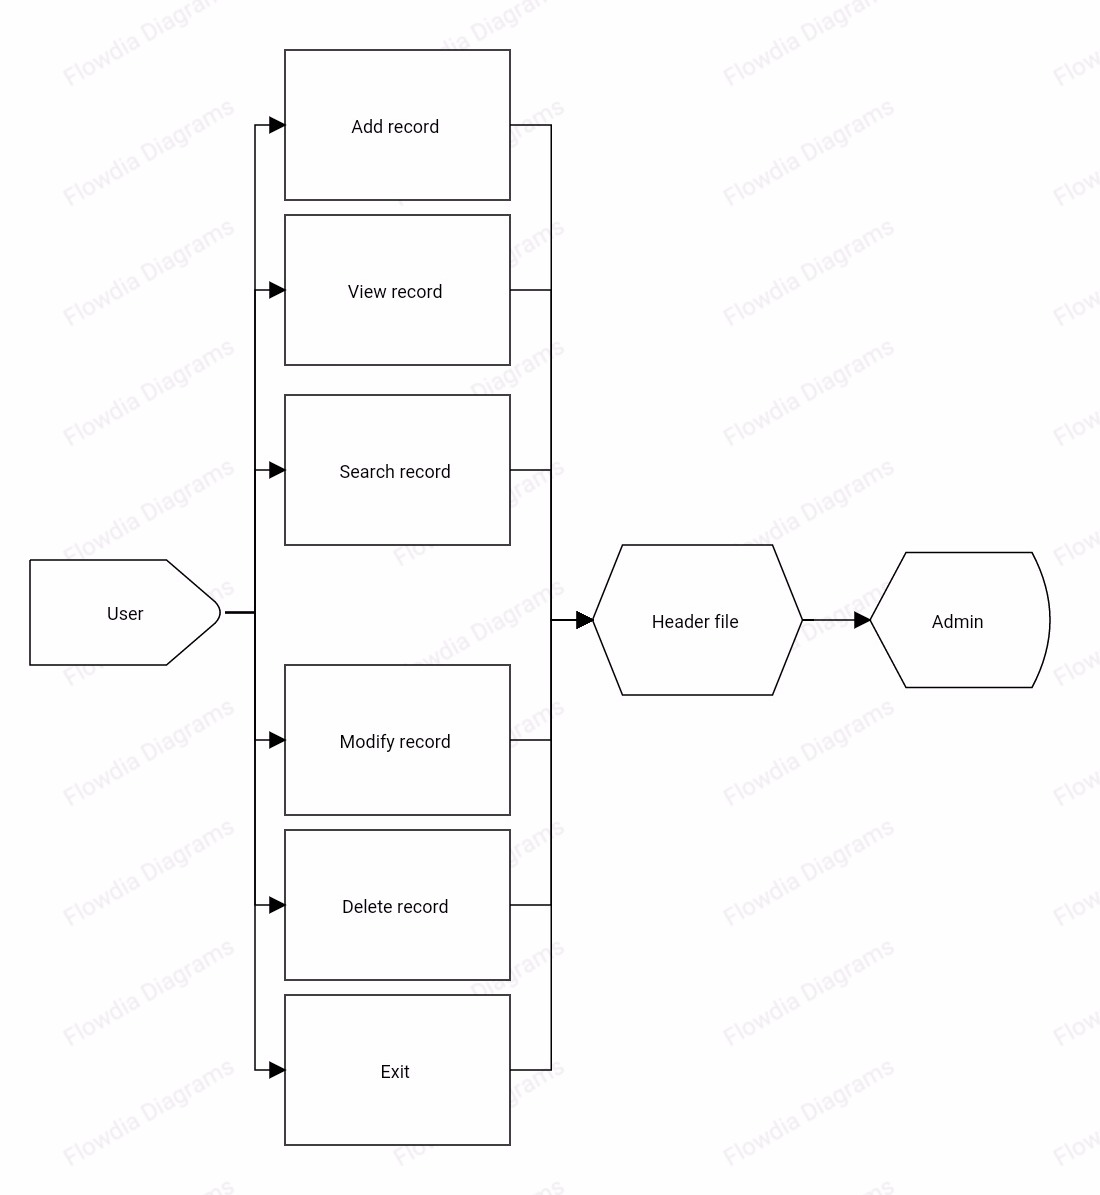 Add record
View record
Search record
User
Header file
Admin
Modify record
Delete record
Exit
Flowdia Diagrams